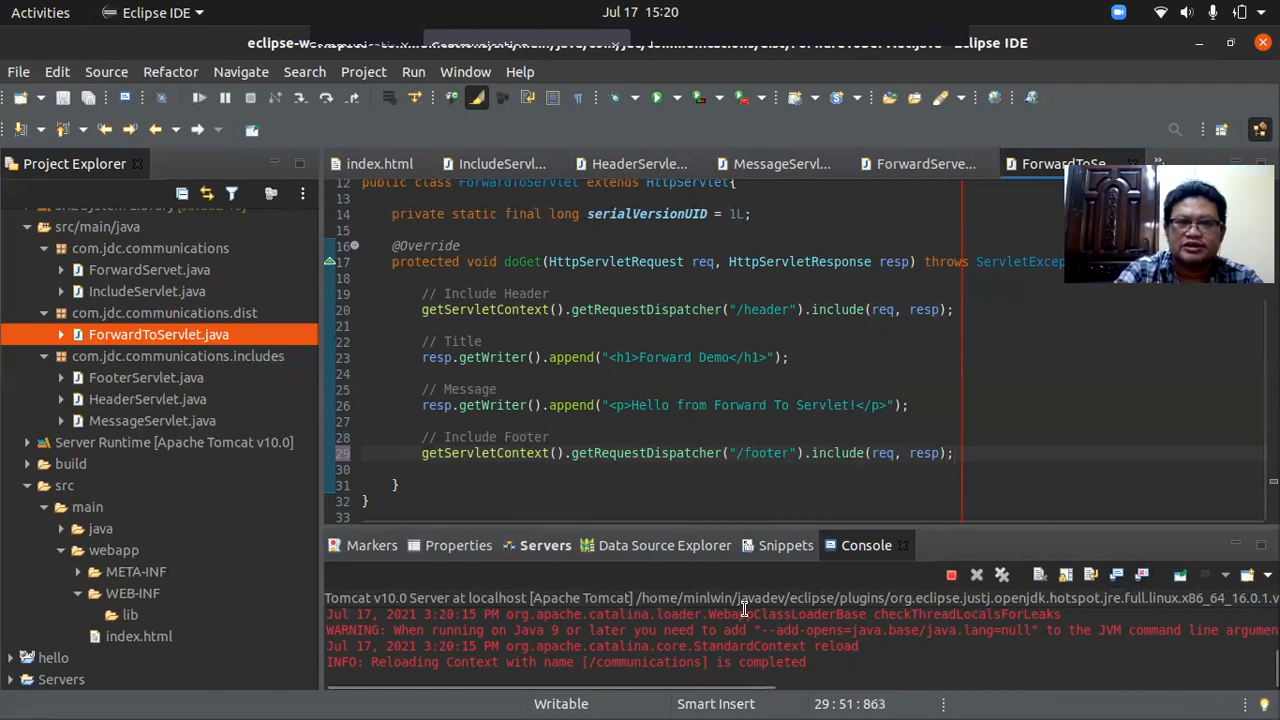 Activities
Eclipse IDE
Jul 17 15:20
Eclipse IDE
File Edit Source Refactor Navigate Search Project Run Window Help
Project Explorer
index.html
IncludeServl...
HeaderServle...
MessageServl...
ForwardServe...
ForwardToSe...
src/main/java
com.jdc.communications
ForwardServet.java
IncludeServlet.java
com.jdc.communications.dist
ForwardToServlet.java
com.jdc.communications.includes
FooterServlet.java
HeaderServlet.java
MessageServlet.java
Server Runtime [Apache Tomcat v10.0]
build
src
main
java
webapp
META-INF
WEB-INF
lib
index.html
hello
Servers
12 public class ForwardToServlet extends HttpServlet{
13
14 private static final long serialVersionUID = 1L;
15
16 @Override
17 protected void doGet(HttpServletRequest req, HttpServletResponse resp) throws ServletExcep
18
19 // Include Header
20 getServletContext().getRequestDispatcher("/header").include(req, resp);
21
22 // Title
23 resp.getWriter().append("<h1>Forward Demo</h1>");
24
25 // Message
26 resp.getWriter().append("<p>Hello from Forward To Servlet!</p>");
27
28 // Include Footer
29 getServletContext().getRequestDispatcher("/footer").include(req, resp);
30
31 }
32 }
33
Markers Properties Servers Data Source Explorer Snippets Console
Tomcat v10.0 Server at localhost [Apache Tomcat] /home/minlwin/javadev/eclipse/plugins/org.eclipse.justj.openjdk.hotspot.jre.full.linux.x86_64_16.0.1.v
Jul 17, 2021 3:20:15 PM org.apache.catalina.loader.WebappClassLoaderBase checkThreadLocalsForLeaks
WARNING: When running on Java 9 or later you need to add "--add-opens=java.base/java.lang=null" to the JVM command line argumen
Jul 17, 2021 3:20:15 PM org.apache.catalina.core.StandardContext reload
INFO: Reloading Context with name [/communications] is completed
Writable
Smart Insert
29 : 51 : 863